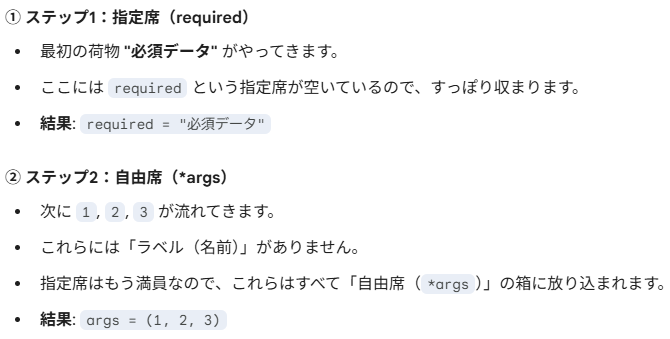 ① ステップ1：指定席（required）
• 最初の荷物 "必須データ" がやってきます。
• ここには required という指定席が空いているので、すっぽり収まります。
• 結果: required = "必須データ"
② ステップ2：自由席（*args）
• 次に 1, 2, 3 が流れてきます。
• これらには「ラベル（名前）」がありません。
• 指定席はもう満員なので、これらはすべて「自由席（*args）」の箱に放り込まれます。
• 結果: args = (1, 2, 3)